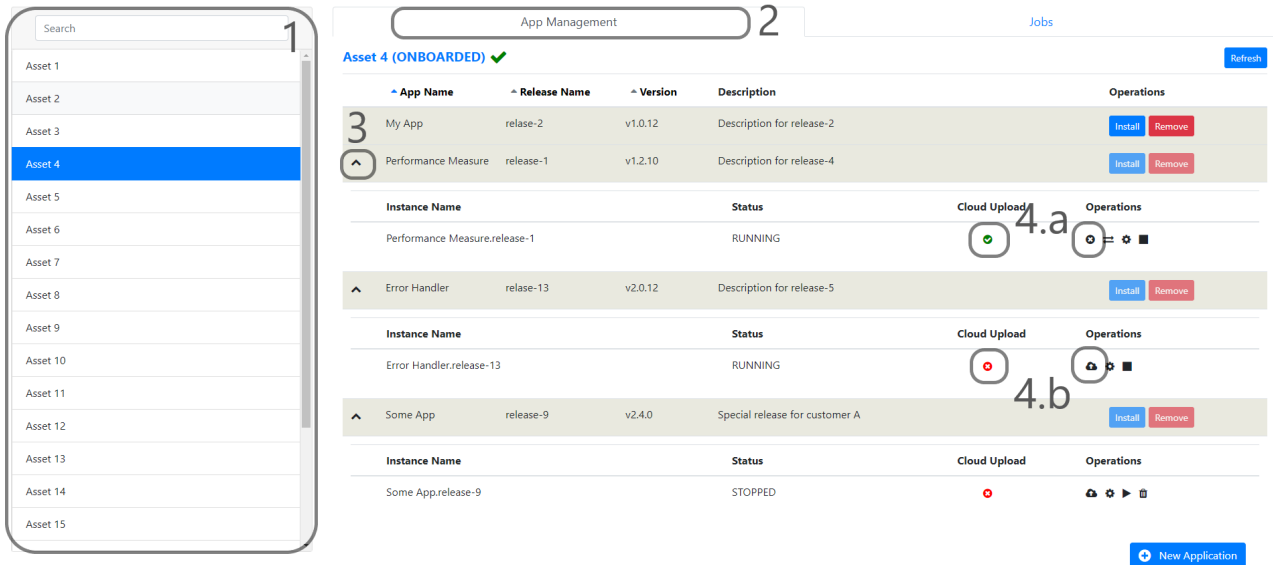 Search
1
Asset 1
Asset 2
Asset 3
Asset 4
Asset 5
Asset 6
Asset 7
Asset 8
Asset 9
Asset 10
Asset 11
Asset 12
Asset 13
Asset 14
Asset 15
App Management 2 Jobs
Asset 4 (ONBOARDED) Refresh
App Name Release Name Version Description Operations
My App relase-2 v1.0.12 Description for release-2 Install Remove
3
Performance Measure release-1 v1.2.10 Description for release-4 Install Remove
Instance Name Status Cloud Upload Operations
4.a
Performance Measure.release-1 RUNNING
Error Handler relase-13 v2.0.12 Description for release-5 Install Remove
Instance Name Status Cloud Upload Operations
Error Handler.release-13 RUNNING
4.b
Some App release-9 v2.4.0 Special release for customer A Install Remove
Instance Name Status Cloud Upload Operations
Some App.release-9 STOPPED
New Application